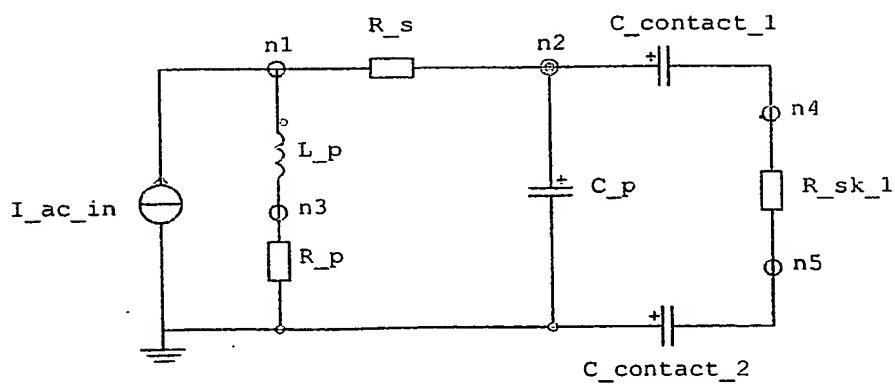 C_contact_1
R_s
n1
n2
+
n4
L_p
+
C_p
R_sk_1
I_ac_in
n3
R_p
n5
+
C_contact_2